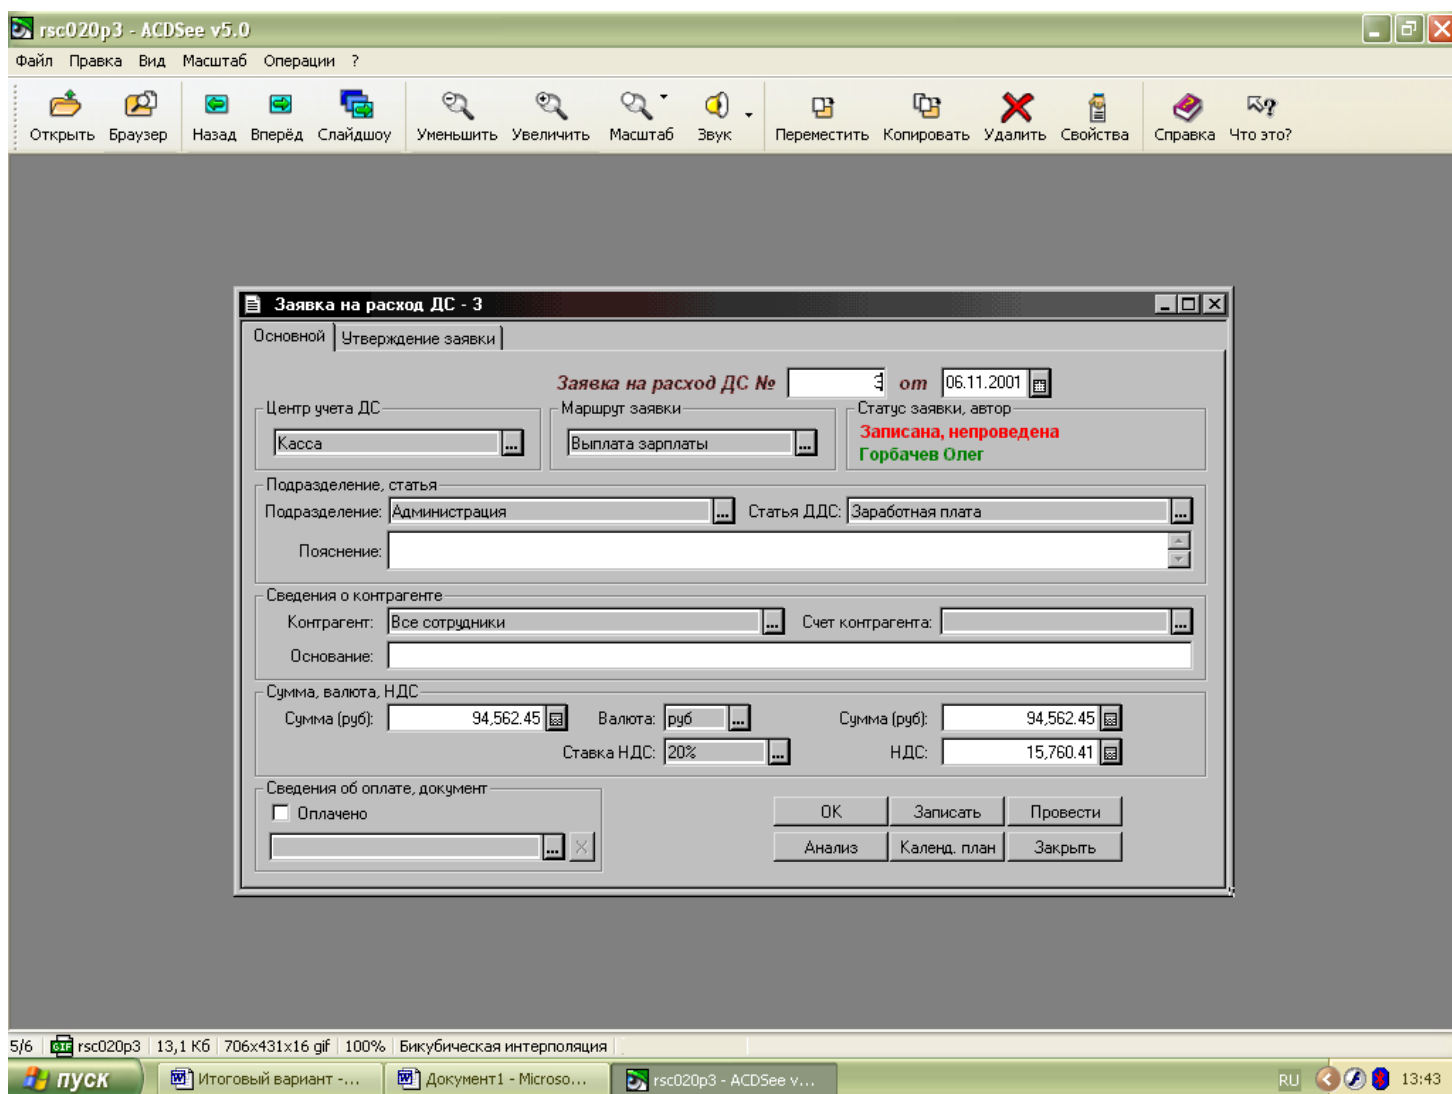 rsc020p3 - ACDSee v5.0
Файл Правка Вид Масштаб Операции ?
Открыть Браузер Назад Вперёд Слайдшоу Уменьшить Увеличить Масштаб Звук Переместить Копировать Удалить Свойства Справка Что это?
Заявка на расход ДС - 3
Основной Утверждение заявки
Заявка на расход ДС № 3 от 06.11.2001
Центр учета ДС Маршрут заявки Статус заявки, автор
Касса ... Выплата зарплаты ... Записана, непроведена
Горбачев Олег
Подразделение, статья
Подразделение: Администрация ... Статья ДДС: Заработная плата ...
Пояснение:
Сведения о контрагенте
Контрагент: Все сотрудники ... Счет контрагента: ...
Основание:
Сумма, валюта, НДС
Сумма (руб): 94,562.45 Валюта: руб ... Сумма (руб): 94,562.45
Ставка НДС: 20% ... НДС: 15,760.41
Сведения об оплате, документ
Оплачено ОК Записать Провести
... Анализ Календ. план Закрыть
5/6 GIF rsc020p3 13,1 Кб 706x431x16 gif 100% Бикубическая интерполяция
пуск Итоговый вариант -... Документ1 - Microso... rsc020p3 - ACDSee v... RU 13:43